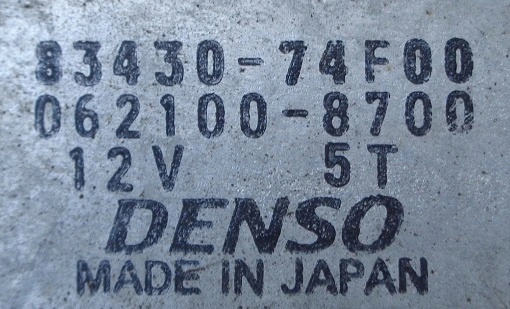 83430-74F00
062100-8700
12V 5T
DENSO
MADE IN JAPAN